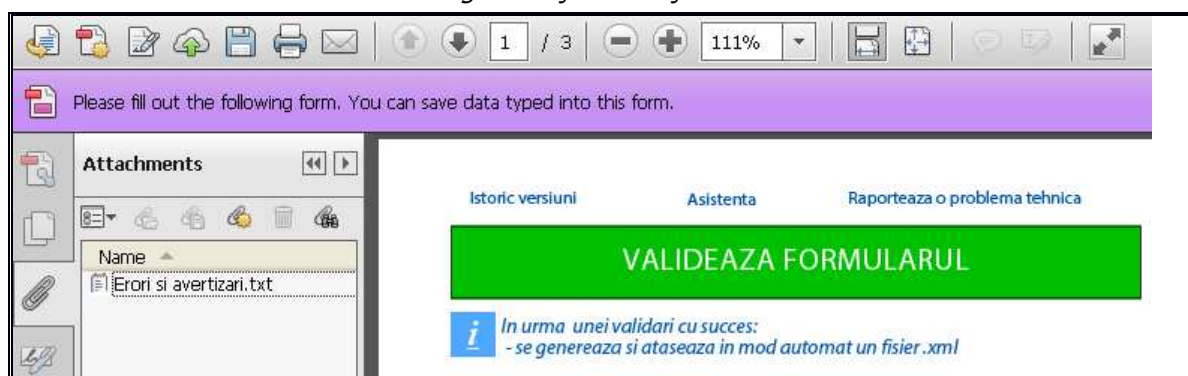 1 / 3
111%
Please fill out the following form. You can save data typed into this form.
Attachments
Name
Erori si avertizari.txt
Istoric versiuni Asistenta Raporteaza o problema tehnica
VALIDEAZA FORMULARUL
i In urma unei validari cu succes:
- se genereaza si ataseaza in mod automat un fisier .xml